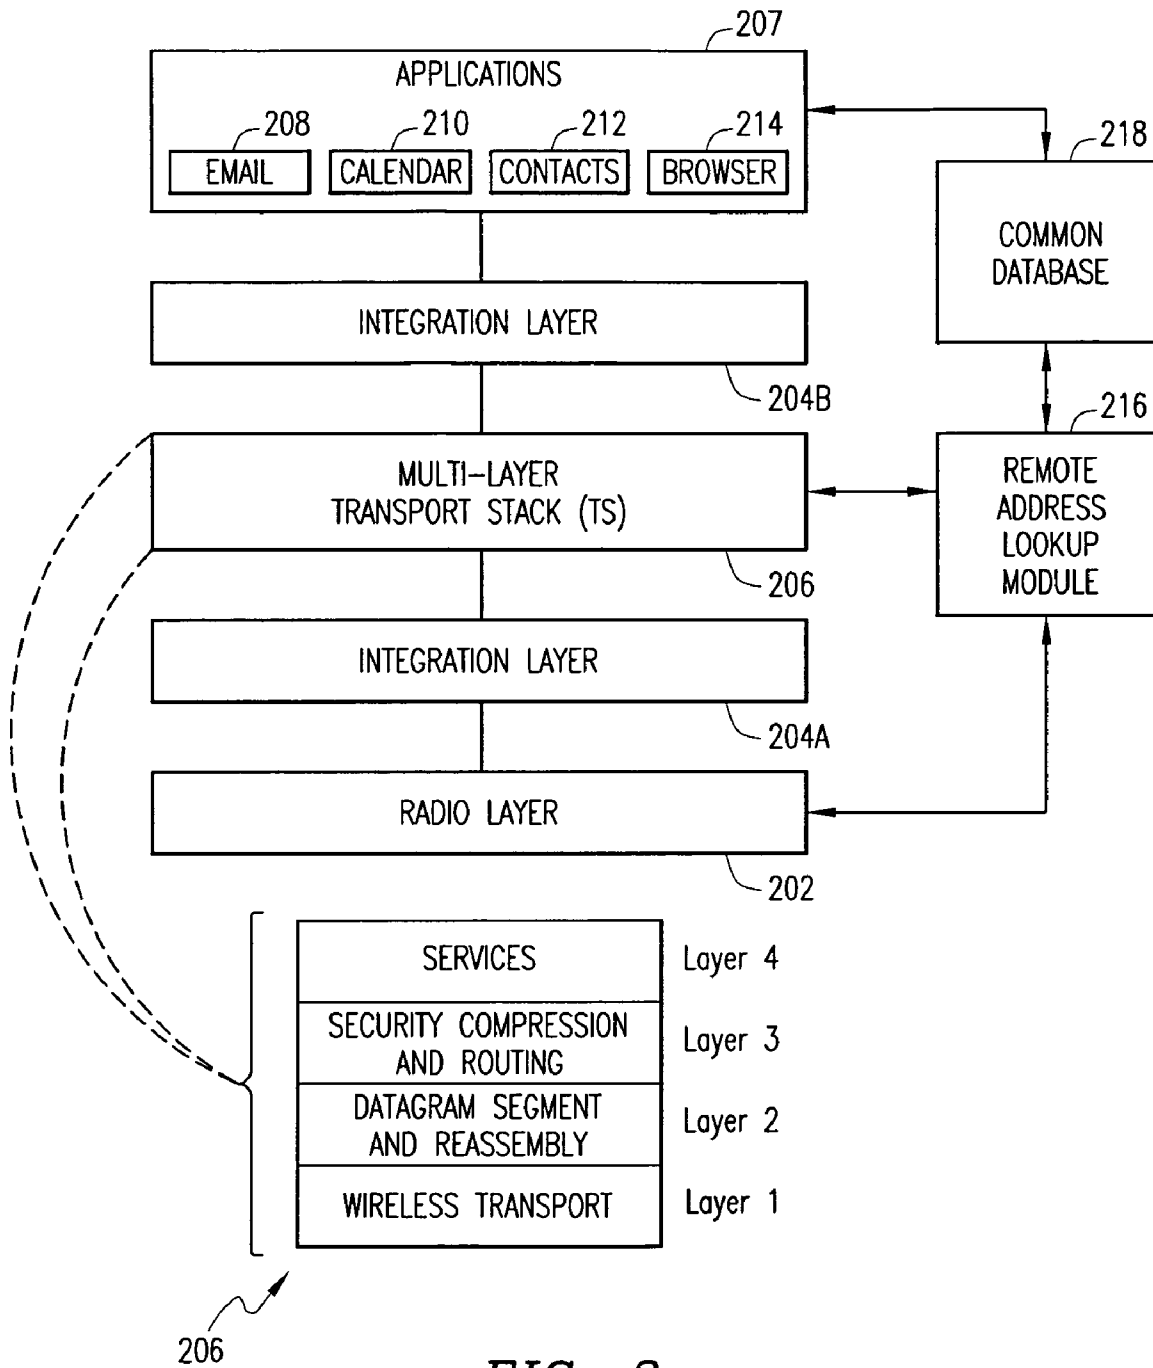 207
APPLICATIONS
208
210
212
214
218
EMAIL
CALENDAR
CONTACTS
BROWSER
COMMON
DATABASE
INTEGRATION LAYER
204B
216
MULTI-LAYER
TRANSPORT STACK (TS)
REMOTE
ADDRESS
LOOKUP
MODULE
206
INTEGRATION LAYER
204A
RADIO LAYER
202
SERVICES
Layer 4
SECURITY COMPRESSION
AND ROUTING
Layer 3
DATAGRAM SEGMENT
AND REASSEMBLY
Layer 2
WIRELESS TRANSPORT
Layer 1
206